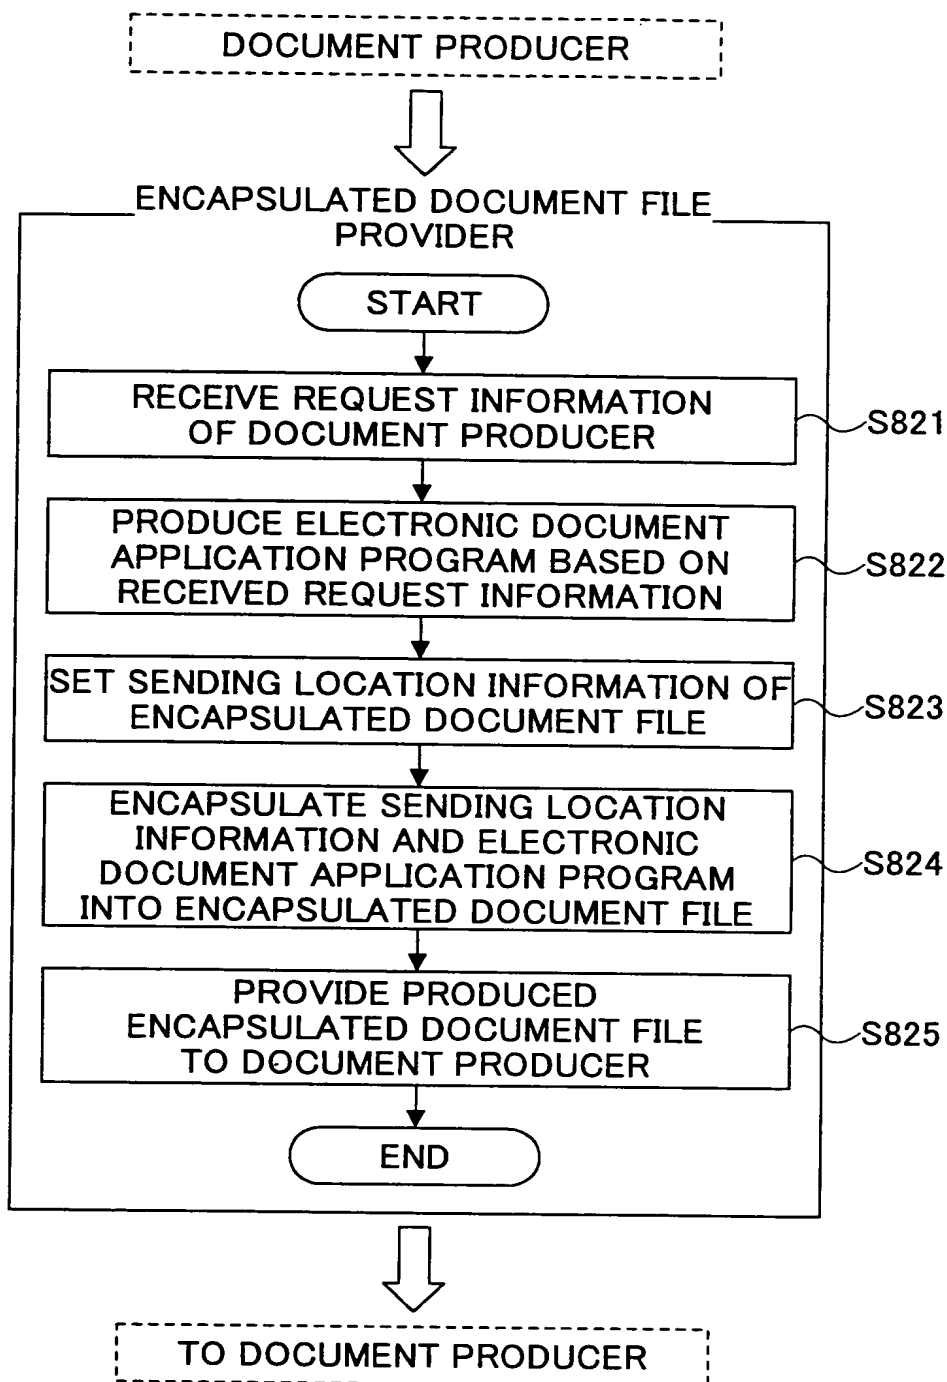 DOCUMENT PRODUCER
ENCAPSULATED DOCUMENT FILE
PROVIDER
START
RECEIVE REQUEST INFORMATION
OF DOCUMENT PRODUCER
S821
PRODUCE ELECTRONIC DOCUMENT
APPLICATION PROGRAM BASED ON
RECEIVED REQUEST INFORMATION
S822
SET SENDING LOCATION INFORMATION OF
ENCAPSULATED DOCUMENT FILE
S823
ENCAPSULATE SENDING LOCATION
INFORMATION AND ELECTRONIC
DOCUMENT APPLICATION PROGRAM
INTO ENCAPSULATED DOCUMENT FILE
S824
PROVIDE PRODUCED
ENCAPSULATED DOCUMENT FILE
TO DOCUMENT PRODUCER
S825
END
TO DOCUMENT PRODUCER